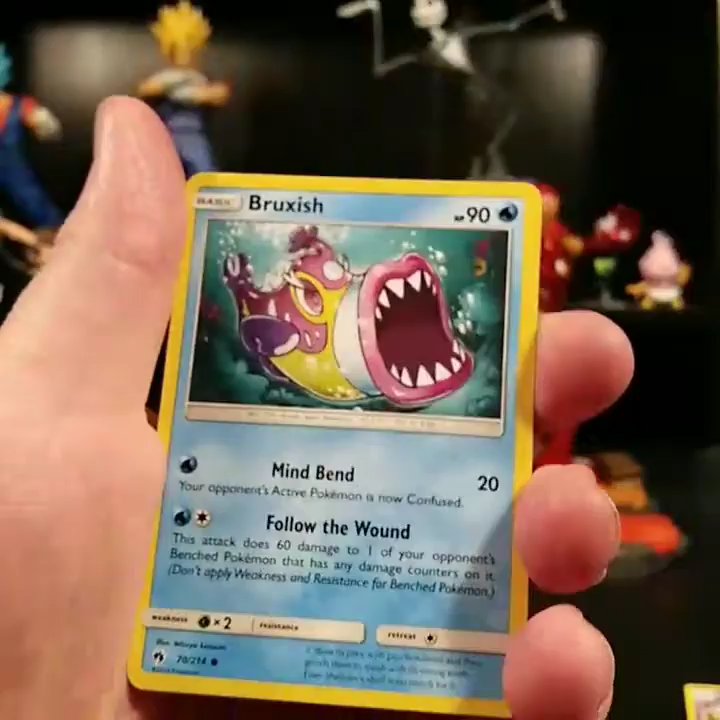 BASIC Bruxish HP 90
Mind Bend 20
Your opponent's Active Pokémon is now Confused.
Follow the Wound
This attack does 60 damage to 1 of your opponent's
Benched Pokémon that has any damage counters on it.
(Don't apply Weakness and Resistance for Benched Pokémon.)
weakness ×2 resistance retreat
Illus.
70/214